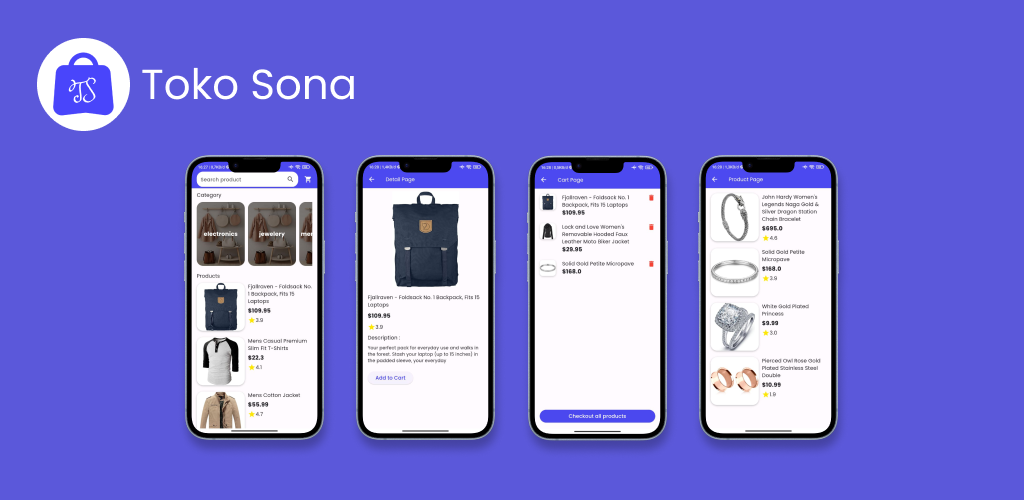 TS
Toko Sona
Search product
Category
electronics
jewelery
Products
Fjallraven - Foldsack No.
1 Backpack, Fits 15
Laptops
$109.95
3.9
Mens Casual Premium
Slim Fit T-Shirts
$22.3
4.1
Mens Cotton Jacket
$55.99
4.7
Detail Page
Fjallraven - Foldsack No. 1 Backpack, Fits 15
Laptops
$109.95
3.9
Description :
Your perfect pack for everyday use and walks in
the forest. Stash your laptop (up to 15 inches) in
the padded sleeve, your everyday
Add to Cart
Cart Page
Fjallraven - Foldsack No. 1
Backpack, Fits 15 Laptops
$109.95
Lock and Love Women's
Removable Hooded Faux
Leather Moto Biker Jacket
$29.95
Solid Gold Petite Micropave
$168.0
Checkout all products
Product Page
John Hardy Women's
Legends Naga Gold &
Silver Dragon Station
Chain Bracelet
$695.0
4.6
Solid Gold Petite
Micropave
$168.0
3.9
White Gold Plated
Princess
$9.99
3.0
Pierced Owl Rose Gold
Plated Stainless Steel
Double
$10.99
1.9